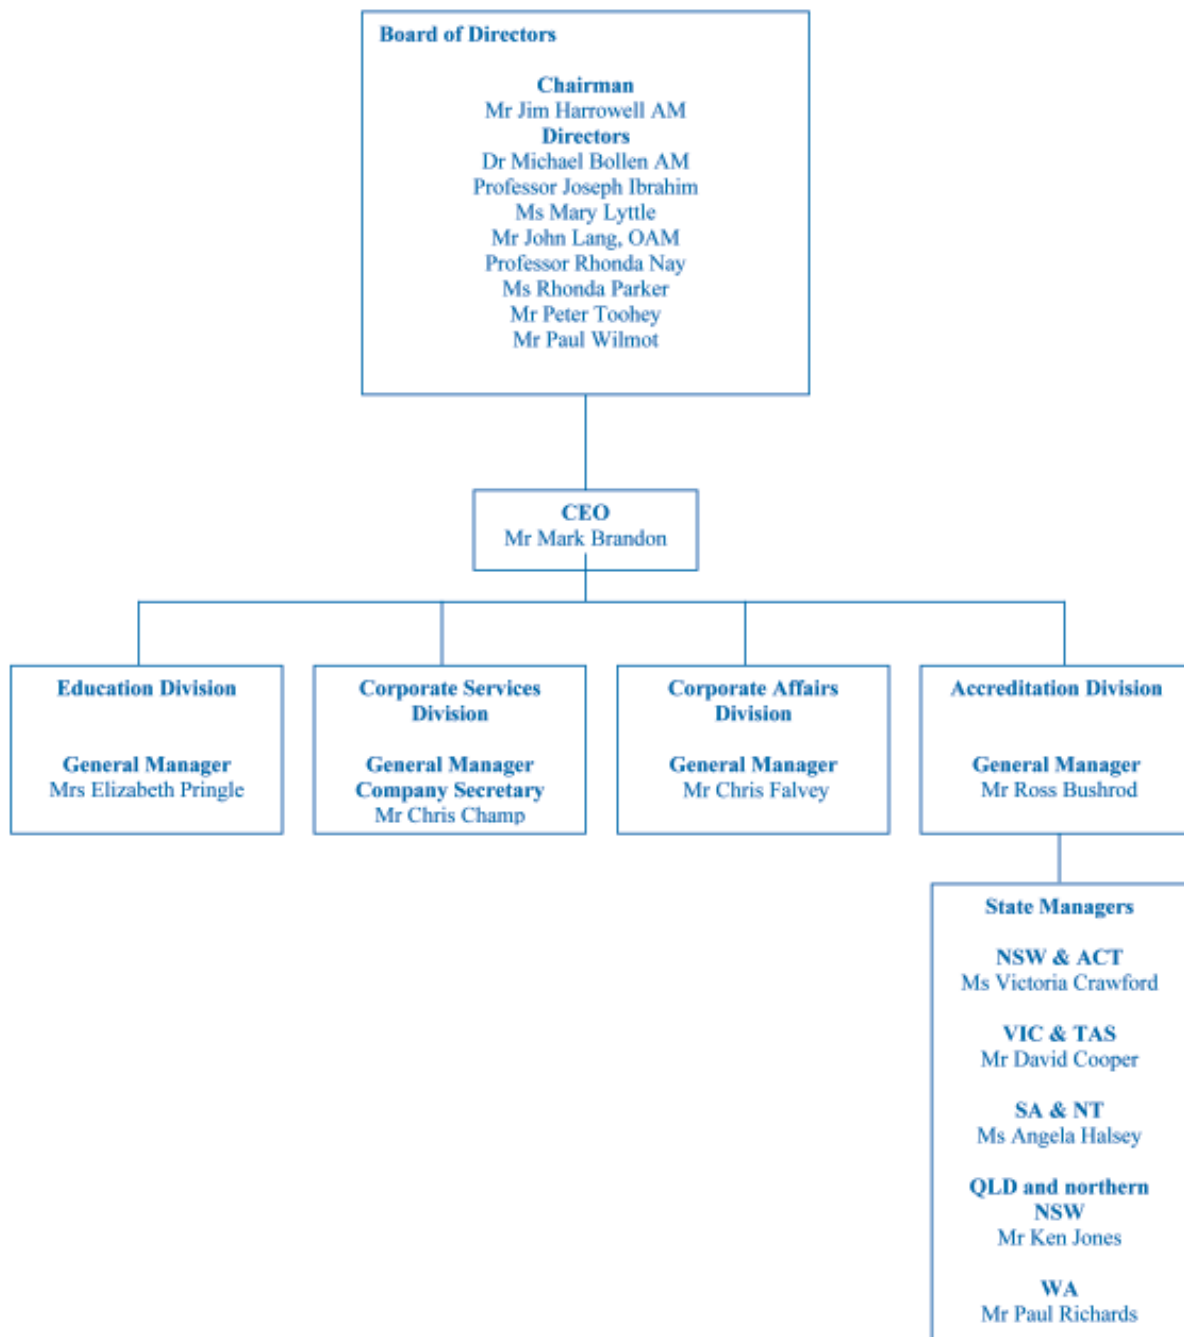 Board of Directors
Chairman
Mr Jim Harrowell AM
Directors
Dr Michael Bollen AM
Professor Joseph Ibrahim
Ms Mary Lyttle
Mr John Lang, OAM
Professor Rhonda Nay
Ms Rhonda Parker
Mr Peter Toohey
Mr Paul Wilmot
CEO
Mr Mark Brandon
Education Division
General Manager
Mrs Elizabeth Pringle
Corporate Services
Division
General Manager
Company Secretary
Mr Chris Champ
Corporate Affairs
Division
General Manager
Mr Chris Falvey
Accreditation Division
General Manager
Mr Ross Bushrod
State Managers
NSW & ACT
Ms Victoria Crawford
VIC & TAS
Mr David Cooper
SA & NT
Ms Angela Halsey
QLD and northern
NSW
Mr Ken Jones
WA
Mr Paul Richards